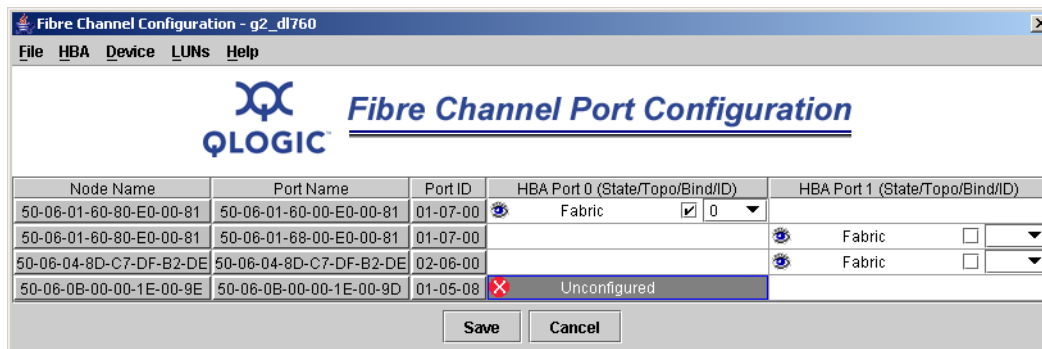 Fibre Channel Configuration - g2_dl760
File HBA Device LUNs Help
QLOGIC™
Fibre Channel Port Configuration
Node Name Port Name Port ID HBA Port 0 (State/Topo/Bind/ID) HBA Port 1 (State/Topo/Bind/ID)
50-06-01-60-80-E0-00-81 50-06-01-60-00-E0-00-81 01-07-00 Fabric 0
50-06-01-60-80-E0-00-81 50-06-01-68-00-E0-00-81 01-07-00 Fabric
50-06-04-8D-C7-DF-B2-DE 50-06-04-8D-C7-DF-B2-DE 02-06-00 Fabric
50-06-0B-00-00-1E-00-9E 50-06-0B-00-00-1E-00-9D 01-05-08 Unconfigured
Save Cancel